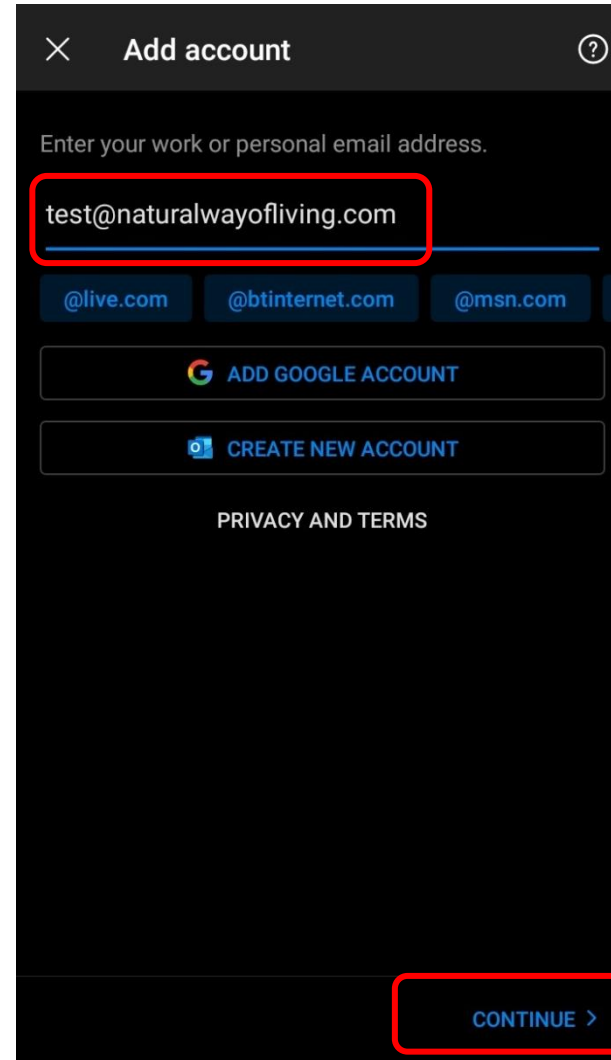 Add account
Enter your work or personal email address.
test@naturalwayofliving.com
@live.com @btinternet.com @msn.com
ADD GOOGLE ACCOUNT
CREATE NEW ACCOUNT
PRIVACY AND TERMS
CONTINUE >